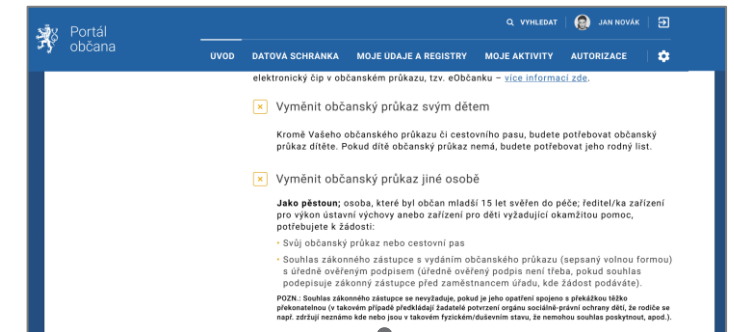 Portál
občana
VYHLEDAT
JAN NOVÁK
ÚVOD DATOVÁ SCHRÁNKA MOJE ÚDAJE A REGISTRY MOJE AKTIVITY AUTORIZACE
elektronický čip v občanském průkazu, tzv. eObčanku – více informací zde.
Vyměnit občanský průkaz svým dětem
Kromě Vašeho občanského průkazu či cestovního pasu, budete potřebovat občanský
průkaz dítěte. Pokud dítě občanský průkaz nemá, budete potřebovat jeho rodný list.
Vyměnit občanský průkaz jiné osobě
Jako pěstoun; osoba, které byl občan mladší 15 let svěřen do péče; ředitel/ka zařízení
pro výkon ústavní výchovy anebo zařízení pro děti vyžadující okamžitou pomoc,
potřebujete k žádosti:
• Svůj občanský průkaz nebo cestovní pas
• Souhlas zákonného zástupce s vydáním občanského průkazu (sepsaný volnou formou)
s úředně ověřeným podpisem (úředně ověřený podpis není třeba, pokud souhlas
podepisuje zákonný zástupce před zaměstnancem úřadu, kde žádost podáváte).
POZN.: Souhlas zákonného zástupce se nevyžaduje, pokud je jeho opatření spojeno s překážkou těžko
překonatelnou (v takovém případě předkládají žadatelé potvrzení orgánu sociálně-právní ochrany dětí, že rodiče se
např. zdržují neznámo kde nebo jsou v takovém fyzickém/duševním stavu, že nemohou souhlas poskytnout, apod.).